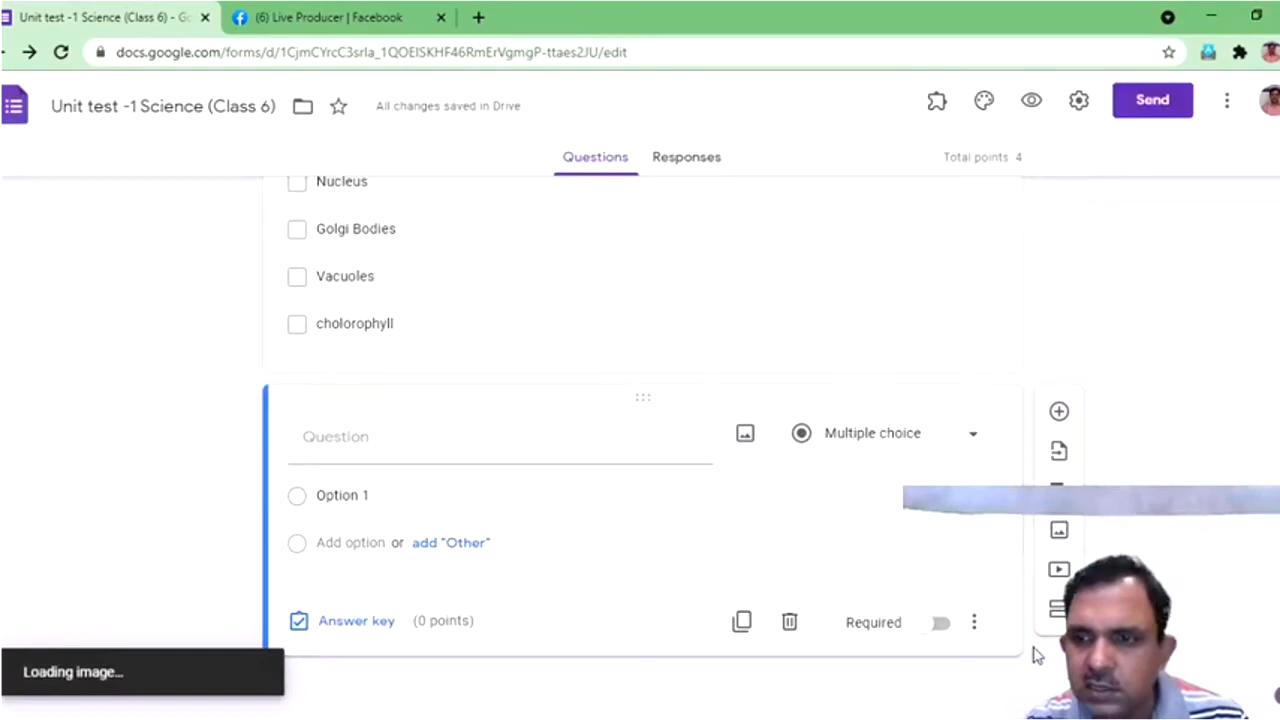 Unit test -1 Science (Class 6) - Go
(6) Live Producer | Facebook
docs.google.com/forms/d/1CjmCYrcC3srIa_1QOElSKHF46RmErVgmgP-ttaes2JU/edit
Unit test -1 Science (Class 6)
All changes saved in Drive
Send
Questions
Responses
Total points 4
Nucleus
Golgi Bodies
Vacuoles
cholorophyll
Question
Multiple choice
Option 1
Add option or add "Other"
Answer key (0 points)
Required
Loading image...